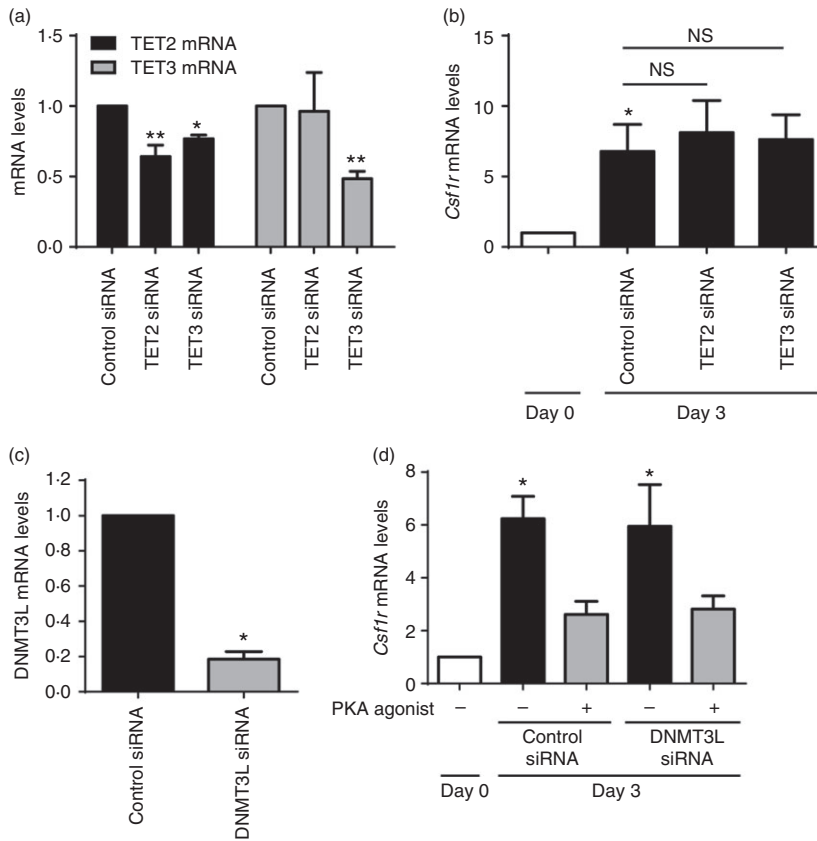 (a)
1·5
1·0
0·5
0·0
mRNA levels
TET2 mRNA
TET3 mRNA
**
*
**
Control siRNA
TET2 siRNA
TET3 siRNA
Control siRNA
TET2 siRNA
TET3 siRNA
(b)
15
10
5
0
Csf1r mRNA levels
NS
NS
*
Control siRNA
TET2 siRNA
TET3 siRNA
Day 0
Day 3
(c)
1·2
1·0
0·8
0·6
0·4
0·2
0·0
DNMT3L mRNA levels
*
Control siRNA
DNMT3L siRNA
(d)
8
6
4
2
0
Csf1r mRNA levels
*
*
PKA agonist – – + – +
Control siRNA
DNMT3L siRNA
Day 0
Day 3